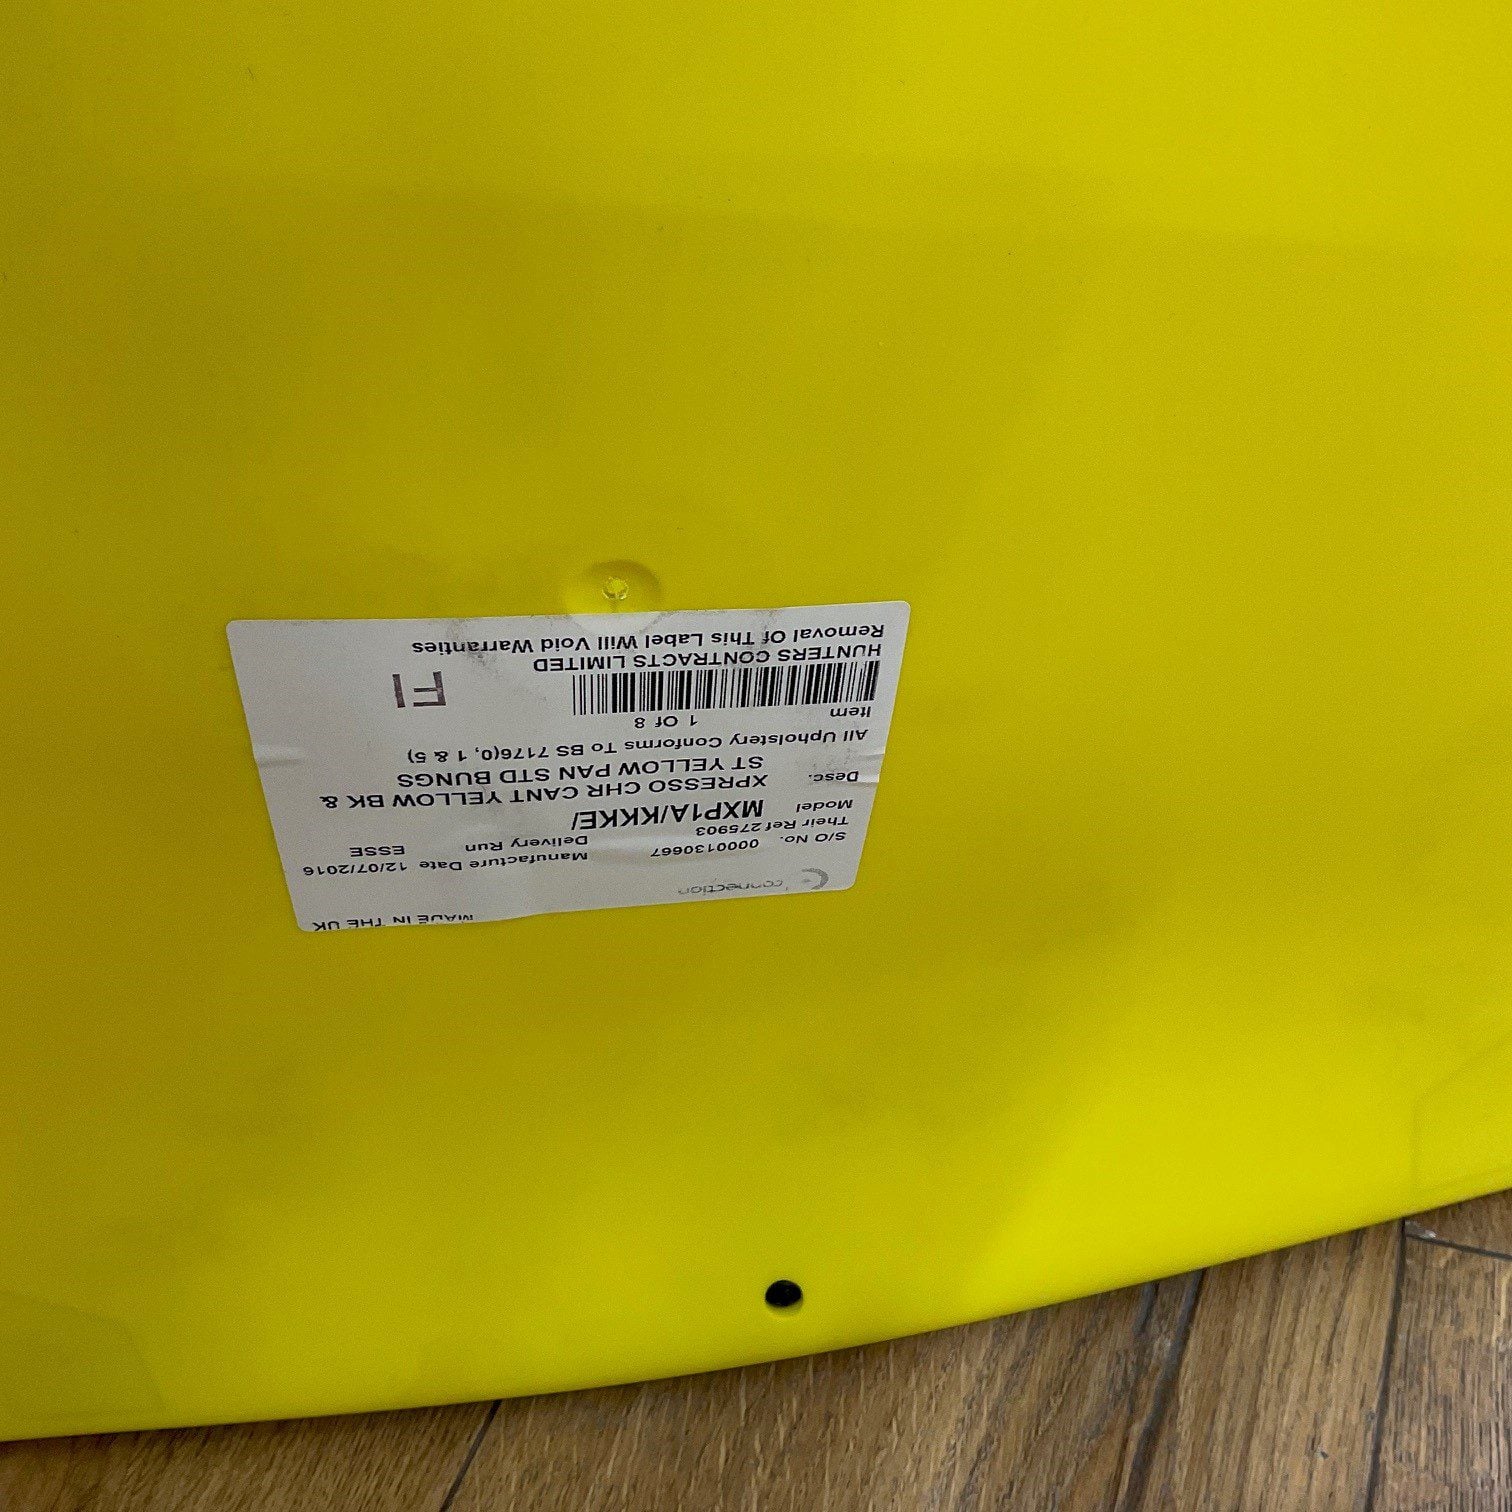 MADE IN THE UK
connection
S/O No. 0000130667 Manufacture Date 12/07/2016
Their Ref 275903 Delivery Run ESSE
Model MXP1A/KKKE/
Desc. XPRESSO CHR CANT YELLOW BK &
ST YELLOW PAN STD BUNGS
All Upholstery Conforms To BS 7176(0, 1 & 5)
Item 1 Of 8
FI
HUNTERS CONTRACTS LIMITED
Removal Of This Label Will Void Warranties